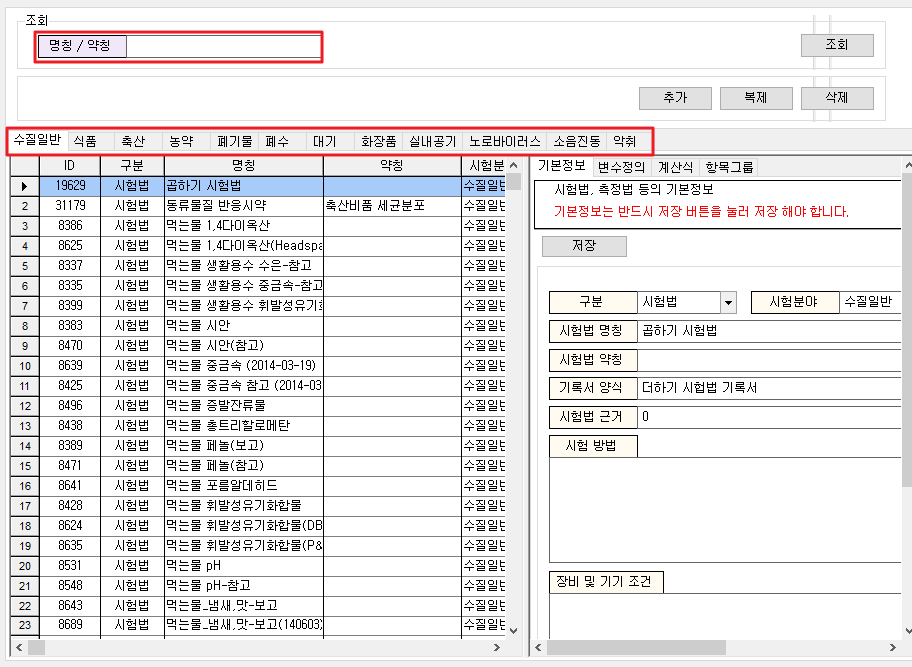 조회
명칭 / 약칭 조회
추가 복제 삭제
수질일반 식품 축산 농약 폐기물 폐수 대기 화장품 실내공기 노로바이러스 소음진동 악취
ID 구분 명칭 약칭 시험분
19629 시험법 곱하기 시험법 수질일반
2 31179 시험법 동류물질 반응시약 축산비품 세균분포 수질일반
3 8386 시험법 먹는물 1,4다이옥산 수질일반
4 8625 시험법 먹는물 1,4다이옥산(Headspa 수질일반
5 8337 시험법 먹는물 생활용수 수은-참고 수질일반
6 8335 시험법 먹는물 생활용수 중금속-참고 수질일반
7 8399 시험법 먹는물 생활용수 휘발성유기 수질일반
8 8383 시험법 먹는물 시안 수질일반
9 8470 시험법 먹는물 시안(참고) 수질일반
10 8639 시험법 먹는물 중금속 (2014-03-19) 수질일반
11 8425 시험법 먹는물 중금속 참고 (2014-03 수질일반
12 8496 시험법 먹는물 증발잔류물 수질일반
13 8438 시험법 먹는물 총트리할로메탄 수질일반
14 8389 시험법 먹는물 페놀(보고) 수질일반
15 8471 시험법 먹는물 페놀(참고) 수질일반
16 8641 시험법 먹는물 포름알데히드 수질일반
17 8428 시험법 먹는물 휘발성유기화합물 수질일반
18 8624 시험법 먹는물 휘발성유기화합물(DB 수질일반
19 8635 시험법 먹는물 휘발성유기화합물(P& 수질일반
20 8531 시험법 먹는물 pH 수질일반
21 8548 시험법 먹는물 pH-참고 수질일반
22 8643 시험법 먹는물_냄새,맛-보고 수질일반
23 8689 시험법 먹는물_냄새,맛-보고(140603) 수질일반
기본정보 변수정의 계산식 항목그룹
시험법, 측정법 등의 기본정보
기본정보는 반드시 저장 버튼을 눌러 저장 해야 합니다.
저장
구분 시험법 시험분야 수질일반
시험법 명칭 곱하기 시험법
시험법 약칭
기록서 양식 더하기 시험법 기록서
시험법 근거 0
시험 방법
장비 및 기기 조건